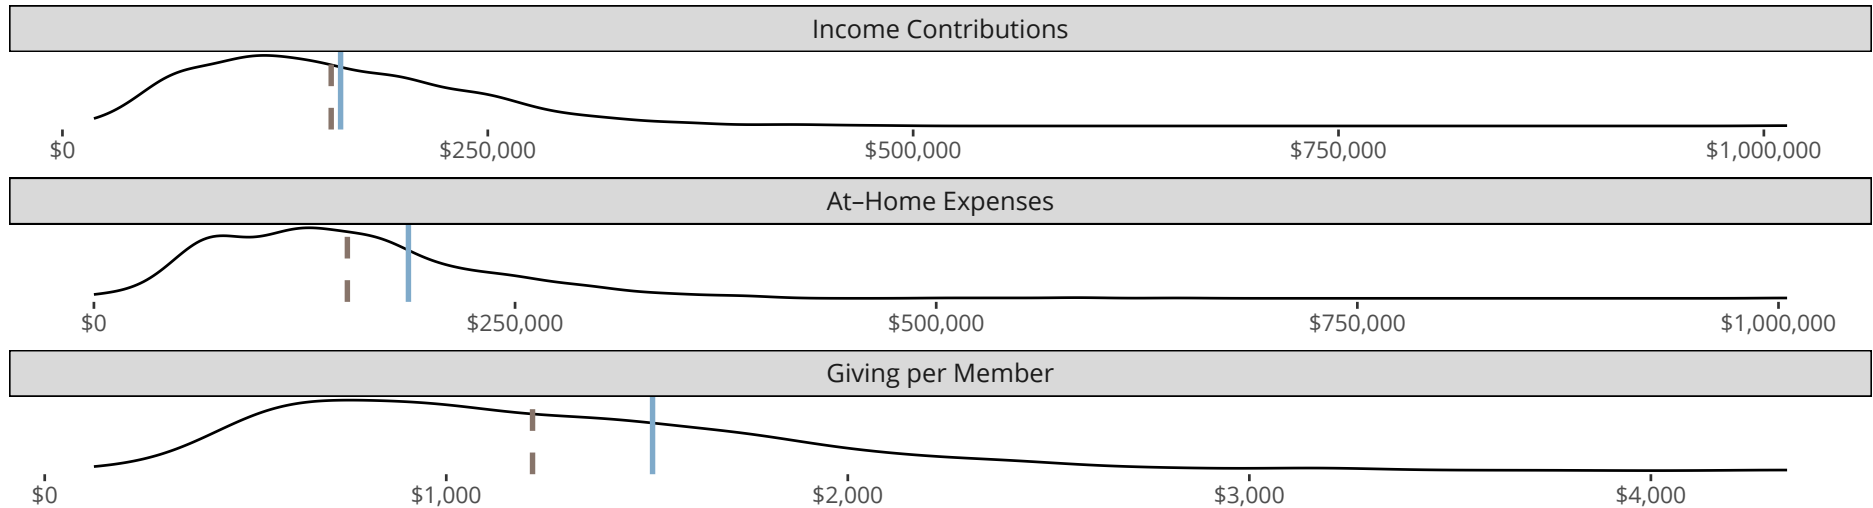 Income Contributions
$0 $250,000 $500,000 $750,000 $1,000,000
At–Home Expenses
$0 $250,000 $500,000 $750,000 $1,000,000
Giving per Member
$0 $1,000 $2,000 $3,000 $4,000